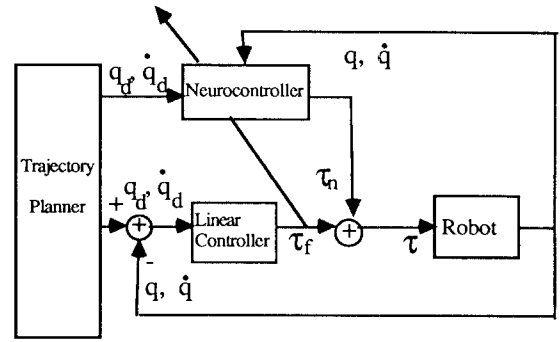 q, q̇
q_d, q̇_d
Neurocontroller
Trajectory
Planner
τ_n
+ q_d, q̇_d
+
Linear
Controller
τ_f
+
τ
Robot
-
q, q̇